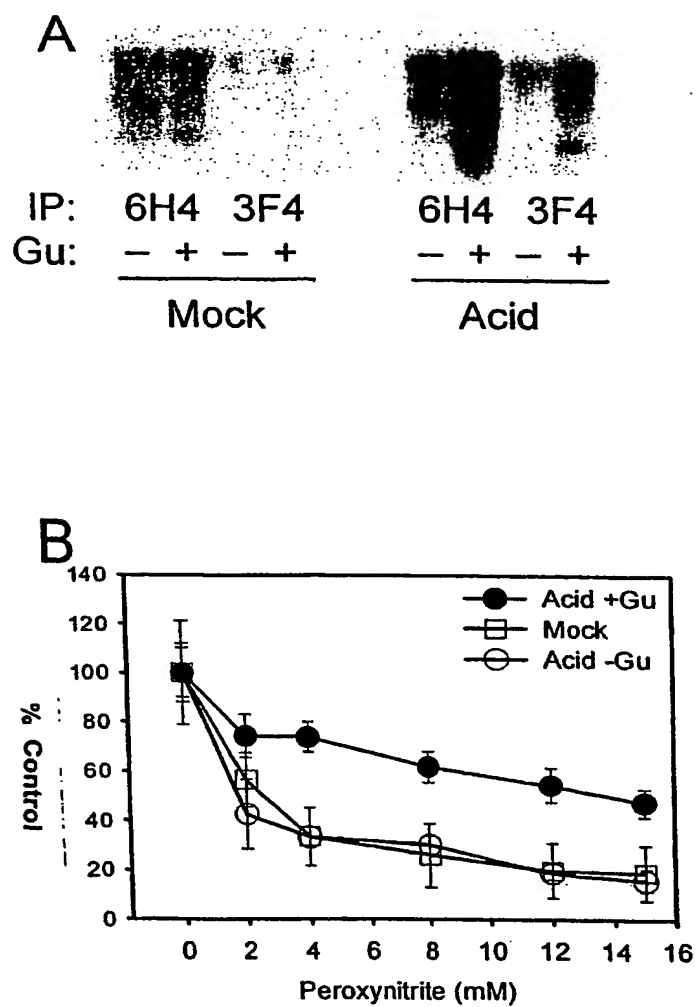 A
IP: 6H4 3F4 6H4 3F4
Gu: – + – + – + – +
Mock Acid
B
140
120
100
80
60
40
20
0
% Control
Acid +Gu
Mock
Acid -Gu
0 2 4 6 8 10 12 14 16
Peroxynitrite (mM)